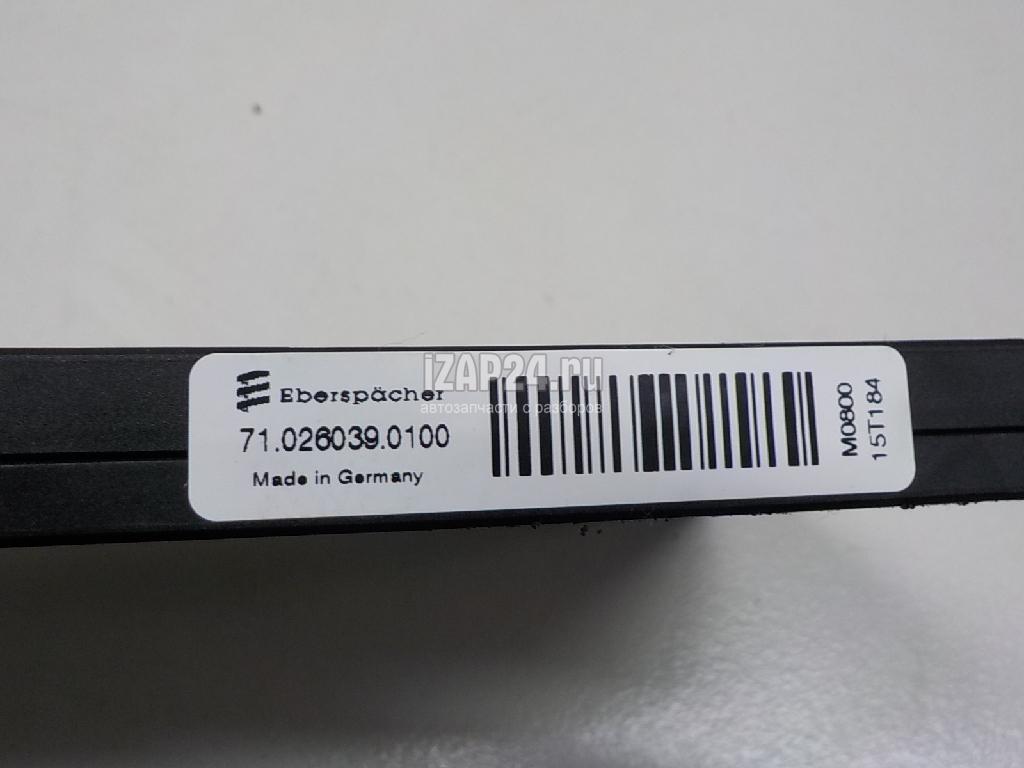 iZAP24.ru
автозапчасти с разборов
Eberspächer
71.026039.0100
Made in Germany
M0800
15T184